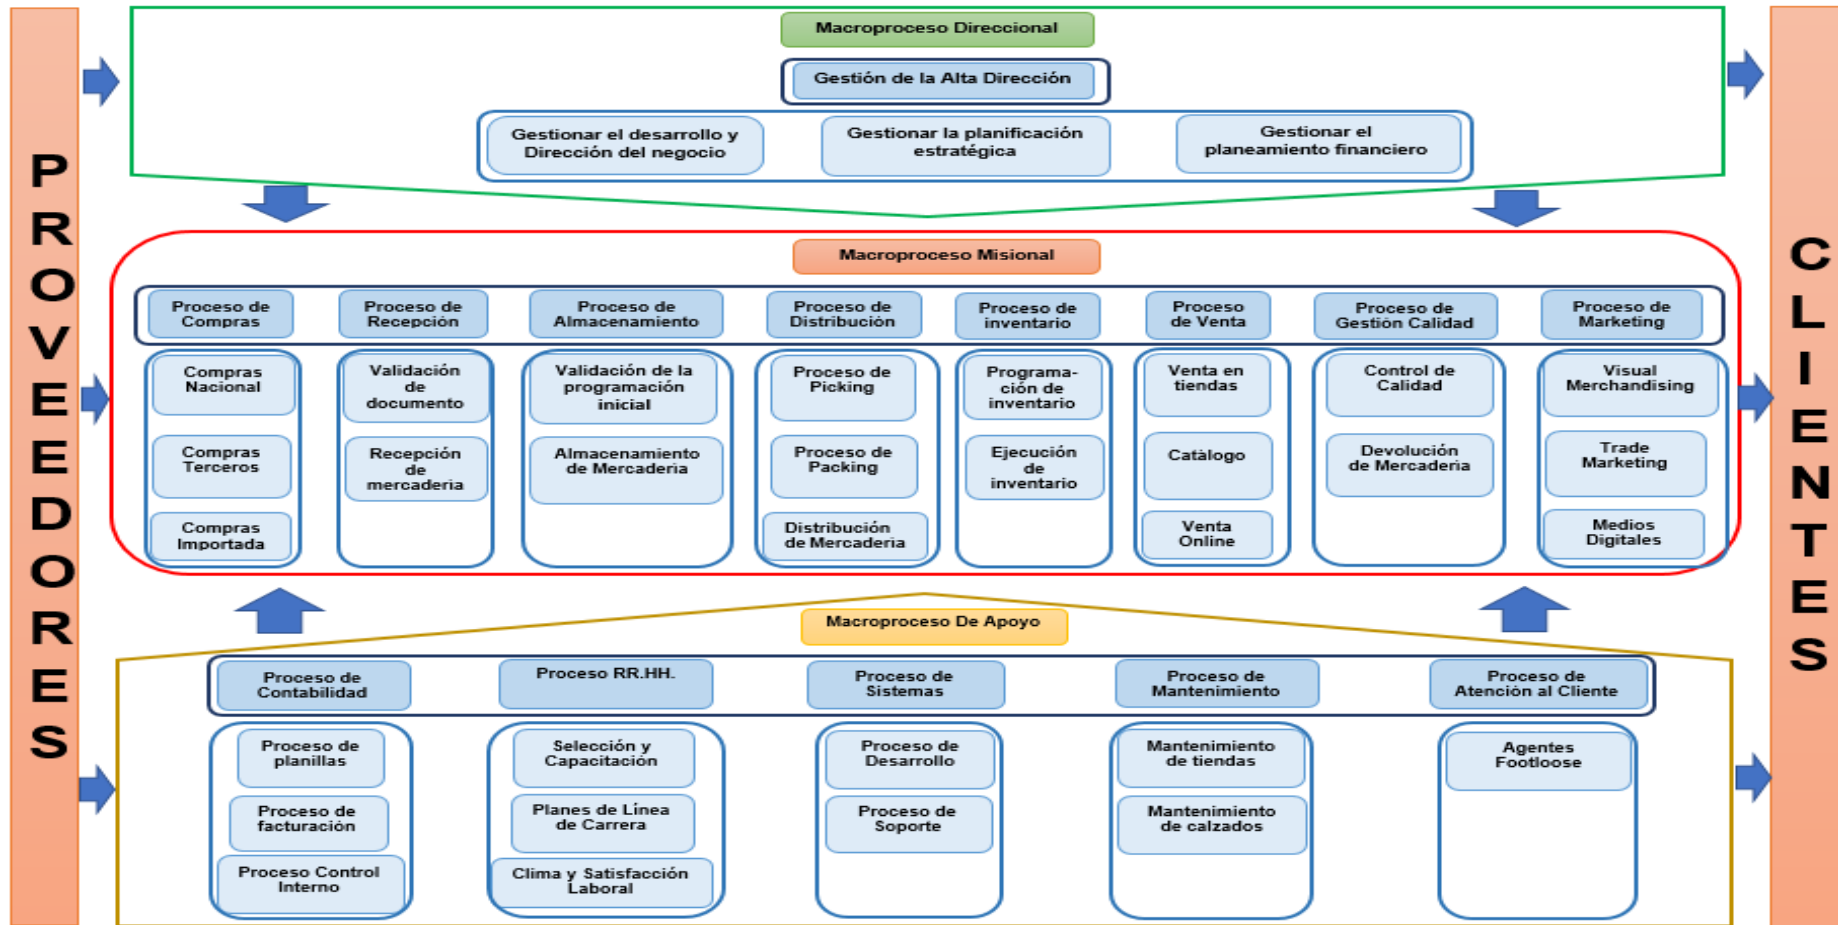 PROVEEDORES
Macroproceso Direccional
Gestión de la Alta Dirección
Gestionar el desarrollo y
Dirección del negocio
Gestionar la planificación
estratégica
Gestionar el
planeamiento financiero
Macroproceso Misional
Proceso de
Compras
Proceso de
Recepción
Proceso de
Almacenamiento
Proceso de
Distribución
Proceso de
inventario
Proceso
de Venta
Proceso de
Gestión Calidad
Proceso de
Marketing
Compras
Nacional
Compras
Terceros
Compras
Importada
Validación
de
documento
Recepción
de
mercaderia
Validación de la
programación
inicial
Almacenamiento
de Mercaderia
Proceso de
Picking
Proceso de
Packing
Distribución
de Mercaderia
Programa-
ción de
inventario
Ejecución
de
inventario
Venta en
tiendas
Catàlogo
Venta
Online
Control de
Calidad
Devolución
de Mercaderia
Visual
Merchandising
Trade
Marketing
Medios
Digitales
Macroproceso De Apoyo
Proceso de
Contabilidad
Proceso RR.HH.
Proceso de
Sistemas
Proceso de
Mantenimiento
Proceso de
Atención al Cliente
Proceso de
planillas
Proceso de
facturación
Proceso Control
Interno
Selección y
Capacitación
Planes de Línea
de Carrera
Clima y Satisfacción
Laboral
Proceso de
Desarrollo
Proceso de
Soporte
Mantenimiento
de tiendas
Mantenimiento
de calzados
Agentes
Footloose
CLIENTES